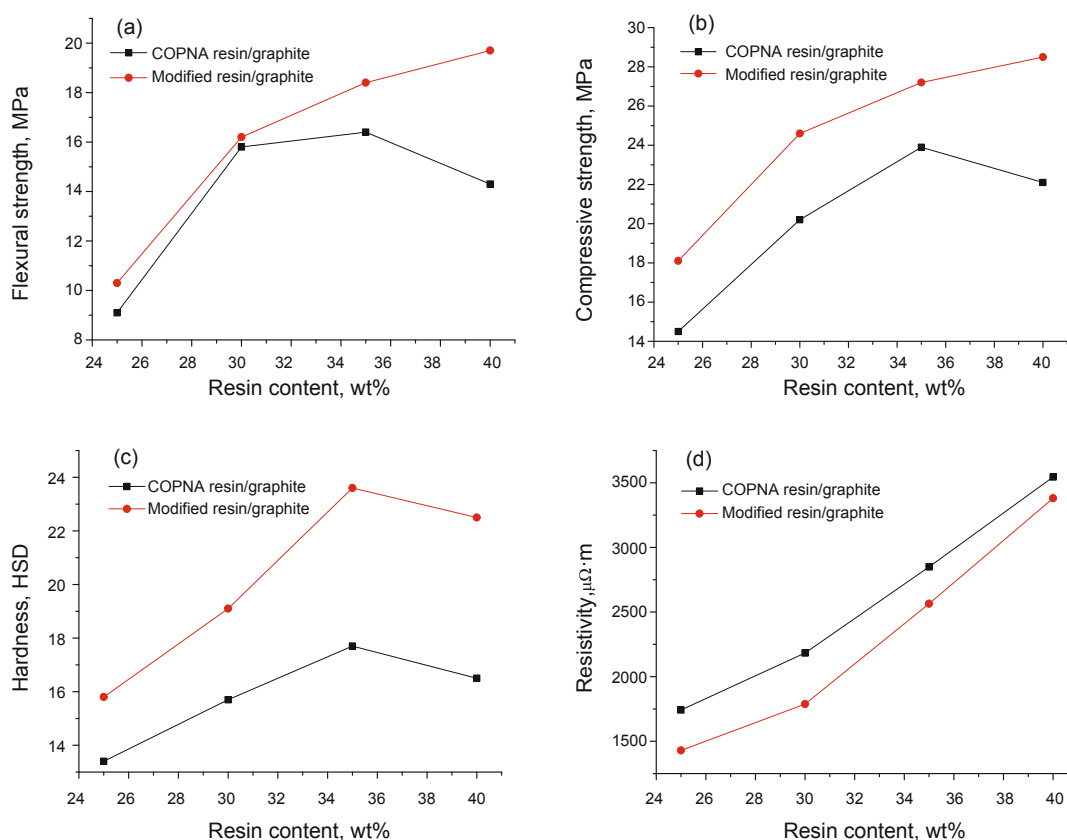 (a)
COPNA resin/graphite
Modified resin/graphite
20
18
16
14
12
10
8
Flexural strength, MPa
24 26 28 30 32 34 36 38 40
Resin content, wt%
(b)
COPNA resin/graphite
Modified resin/graphite
30
28
26
24
22
20
18
16
14
Compressive strength, MPa
24 26 28 30 32 34 36 38 40
Resin content, wt%
(c)
COPNA resin/graphite
Modified resin/graphite
24
22
20
18
16
14
Hardness, HSD
24 26 28 30 32 34 36 38 40
Resin content, wt%
(d)
COPNA resin/graphite
Modified resin/graphite
3500
3000
2500
2000
1500
Resistivity,μΩ·m
24 26 28 30 32 34 36 38 40
Resin content, wt%